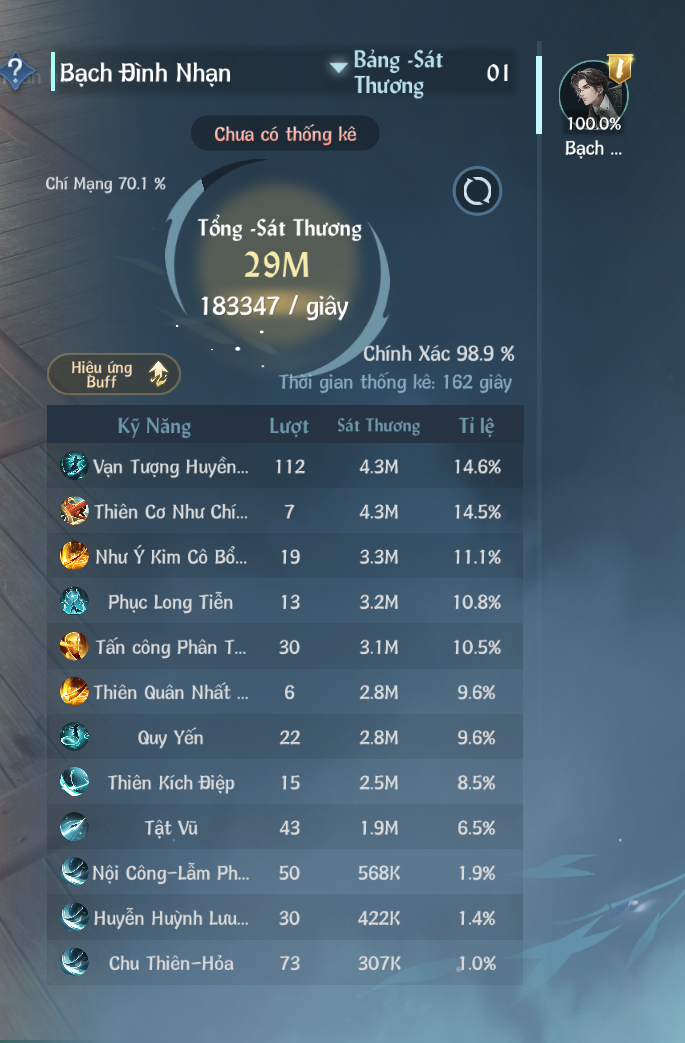 ?
Bạch Đình Nhạn
Bảng -Sát
Thương
01
100.0%
Bạch ...
Chưa có thống kê
Chí Mạng 70.1 %
Tổng -Sát Thương
29M
183347 / giây
Chính Xác 98.9 %
Hiệu ứng
Buff
Thời gian thống kê: 162 giây
Kỹ Năng Lượt Sát Thương Tỉ lệ
Vạn Tượng Huyền... 112 4.3M 14.6%
Thiên Cơ Như Chí... 7 4.3M 14.5%
Như Ý Kim Cô Bổ... 19 3.3M 11.1%
Phục Long Tiễn 13 3.2M 10.8%
Tấn công Phân T... 30 3.1M 10.5%
Thiên Quân Nhất ... 6 2.8M 9.6%
Quy Yến 22 2.8M 9.6%
Thiên Kích Điệp 15 2.5M 8.5%
Tật Vũ 43 1.9M 6.5%
Nội Công-Lẫm Ph... 50 568K 1.9%
Huyễn Huỳnh Lưu... 30 422K 1.4%
Chu Thiên-Hỏa 73 307K 1.0%